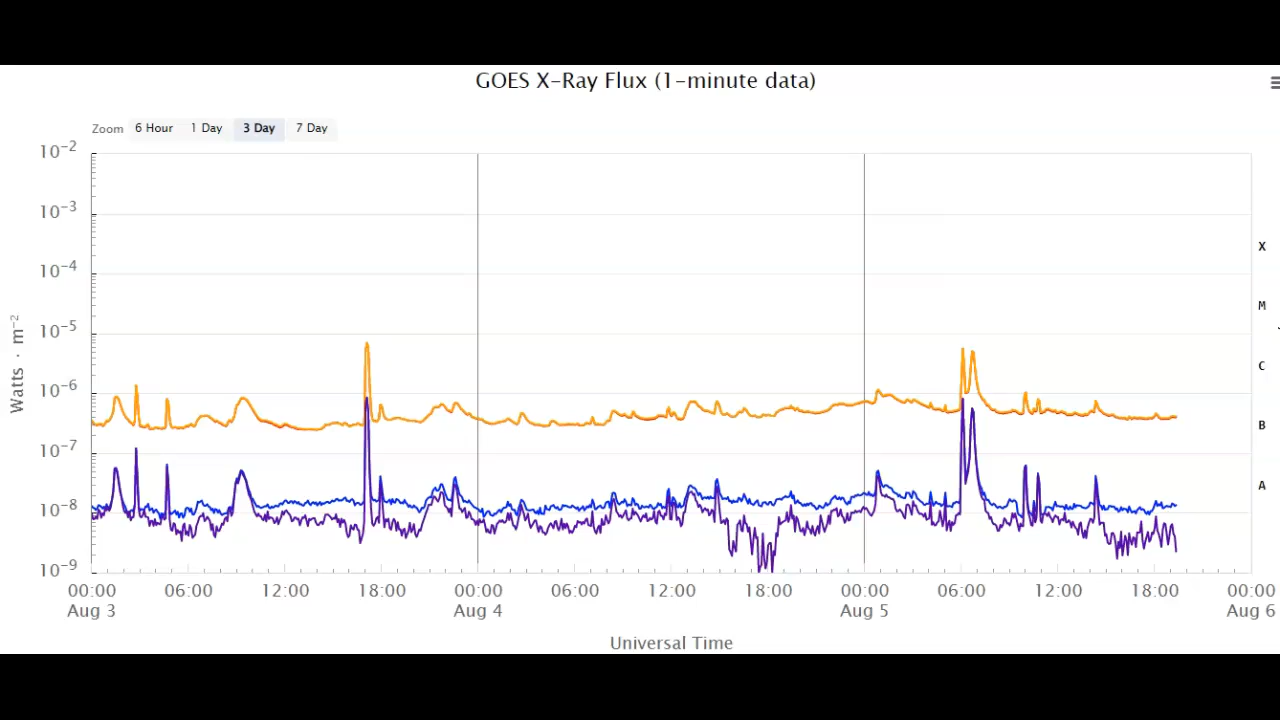 GOES X-Ray Flux (1-minute data)
Zoom 6 Hour 1 Day 3 Day 7 Day
10⁻²
10⁻³
10⁻⁴
10⁻⁵
10⁻⁶
10⁻⁷
10⁻⁸
10⁻⁹
Watts · m⁻²
X
M
C
B
A
00:00 06:00 12:00 18:00 00:00 06:00 12:00 18:00 00:00 06:00 12:00 18:00 00:00
Aug 3 Aug 4 Aug 5 Aug 6
Universal Time